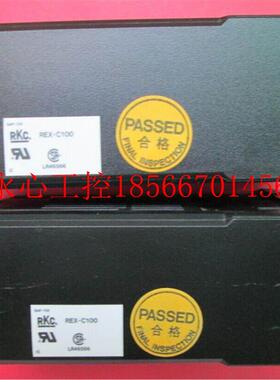 RKC. REX-C100
LR46566
PASSED
合格
FINAL INSPECTION
永心工控18566701456
PASSED
合格
FINAL INSPECTION
RKC. REX-C100
LR46566